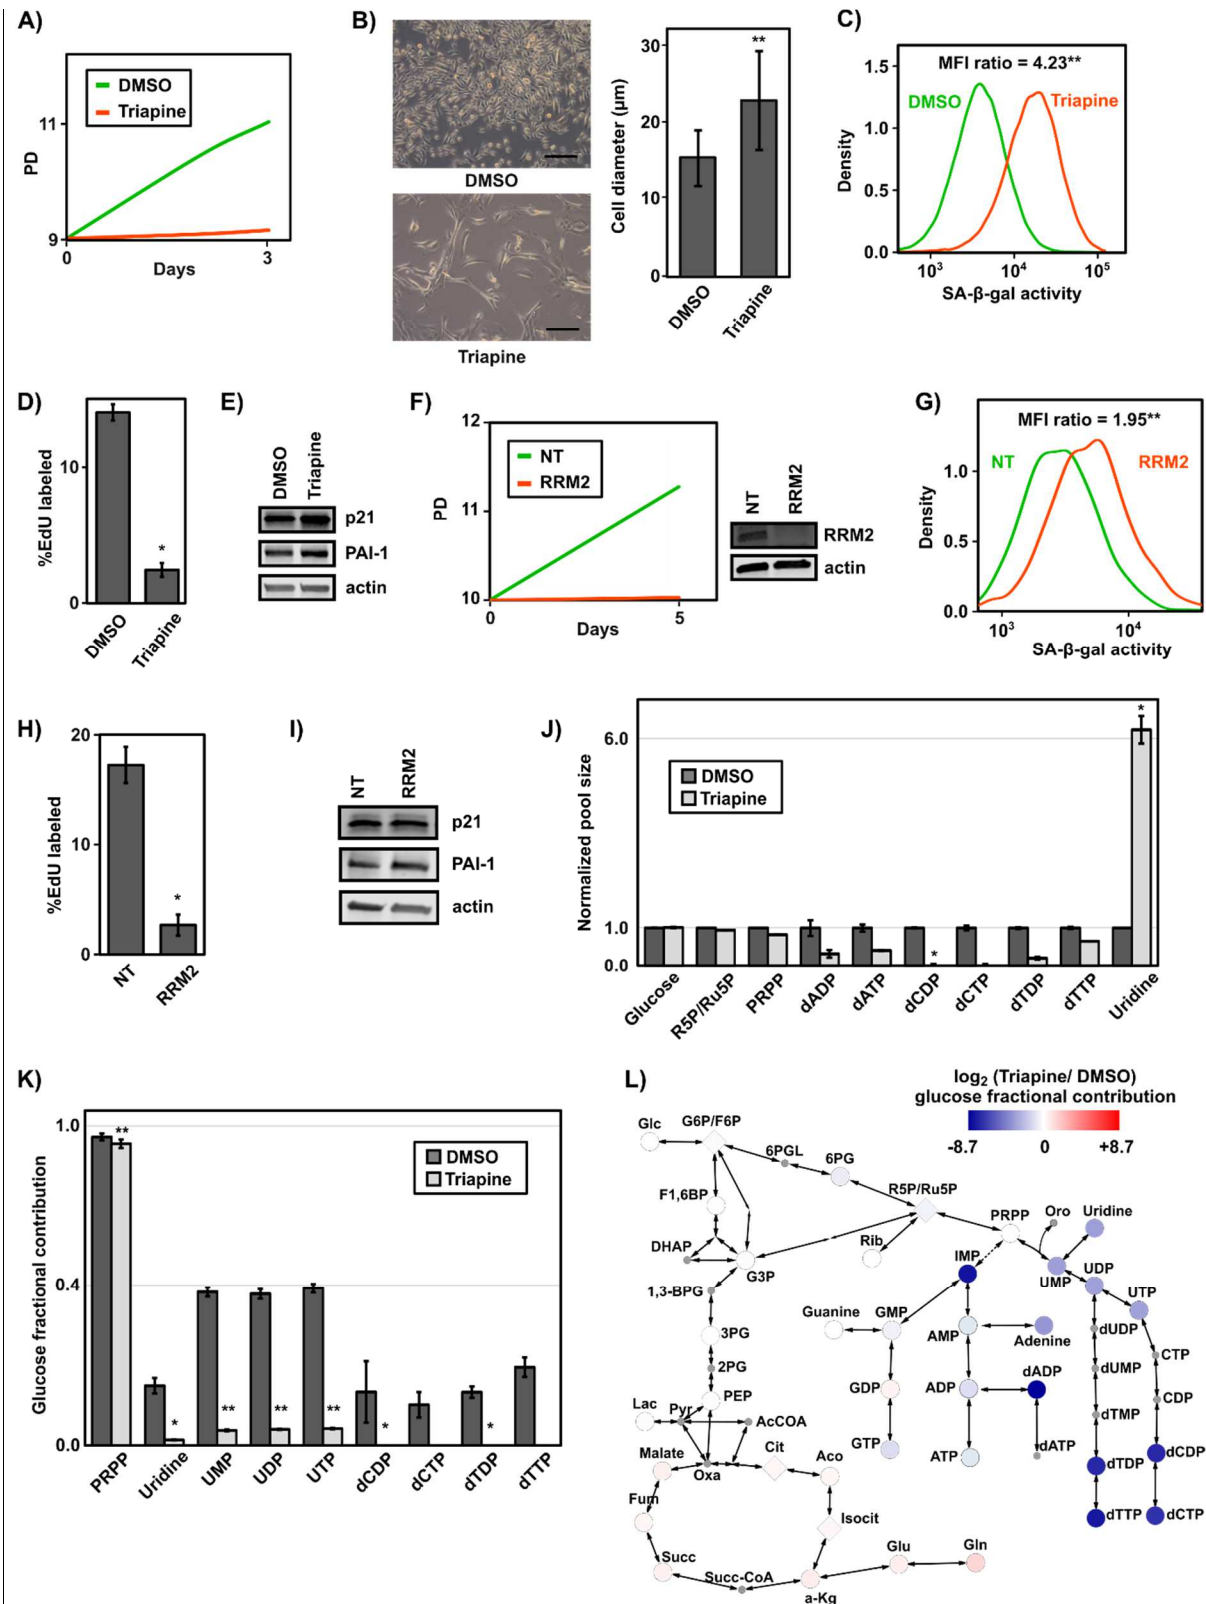 A)
DMSO
Triapine
11
9
PD
0
3
Days
B)
DMSO
Triapine
30
20
10
0
Cell diameter (µm)
**
DMSO
Triapine
C)
MFI ratio = 4.23**
DMSO
Triapine
1.5
1.0
0.5
0.0
Density
10³
10⁴
10⁵
SA-β-gal activity
D)
10
0
%EdU labeled
*
DMSO
Triapine
E)
DMSO
Triapine
p21
PAI-1
actin
F)
12
11
10
PD
NT
RRM2
0
5
Days
NT
RRM2
RRM2
actin
G)
MFI ratio = 1.95**
NT
RRM2
1.0
0.5
0.0
Density
10³
10⁴
SA-β-gal activity
H)
20
10
0
%EdU labeled
*
NT
RRM2
I)
NT
RRM2
p21
PAI-1
actin
J)
Normalized pool size
6.0
1.0
0.0
DMSO
Triapine
*
*
Glucose
R5P/Ru5P
PRPP
dADP
dATP
dCDP
dCTP
dTDP
dTTP
Uridine
K)
Glucose fractional contribution
1.0
0.4
0.0
DMSO
Triapine
**
*
**
**
**
*
*
PRPP
Uridine
UMP
UDP
UTP
dCDP
dCTP
dTDP
dTTP
L)
log₂ (Triapine/ DMSO)
glucose fractional contribution
-8.7 0 +8.7
Glc
G6P/F6P
6PGL
6PG
R5P/Ru5P
F1,6BP
PRPP
Oro
Uridine
DHAP
G3P
Rib
IMP
UMP
UDP
UTP
1,3-BPG
Guanine
GMP
AMP
Adenine
dUDP
CTP
3PG
2PG
dUMP
PEP
GDP
ADP
dADP
CDP
Lac
Pyr
AcCOA
dTMP
GTP
ATP
dATP
Malate
Oxa
Cit
Aco
dTDP
dCDP
Fum
Isocit
dTTP
dCTP
Succ
Succ-CoA
a-Kg
Glu
Gln